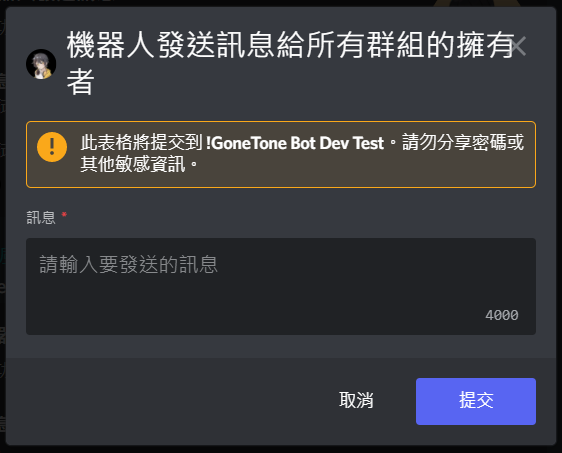 機器人發送訊息給所有群組的擁有
者
此表格將提交到 !GoneTone Bot Dev Test。請勿分享密碼或
其他敏感資訊。
訊息 *
請輸入要發送的訊息
4000
取消
提交